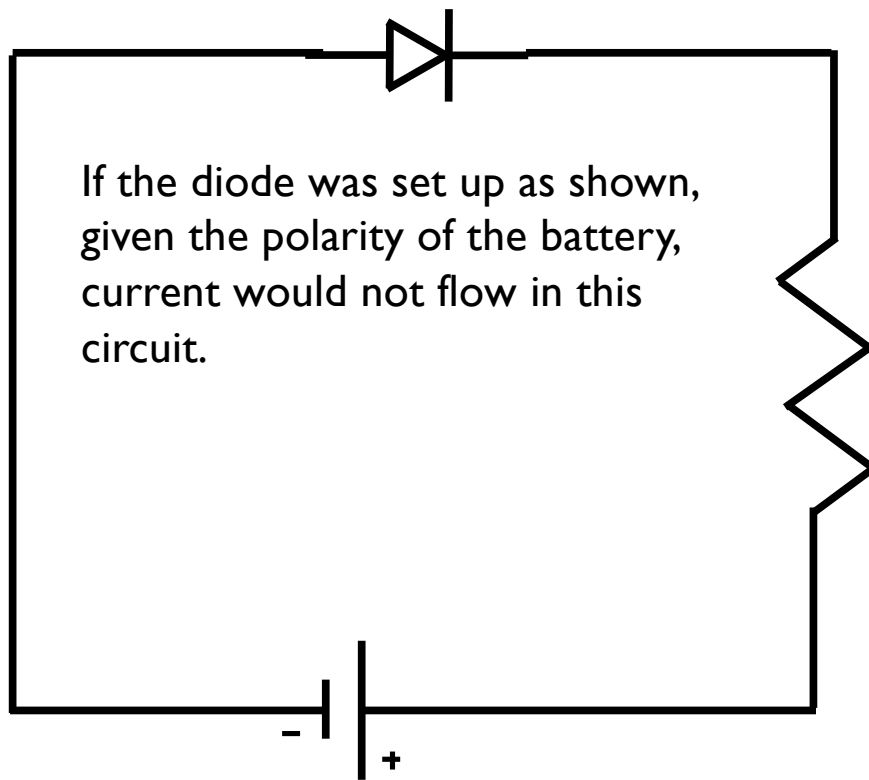 If the diode was set up as shown,
given the polarity of the battery,
current would not flow in this
circuit.
-
+